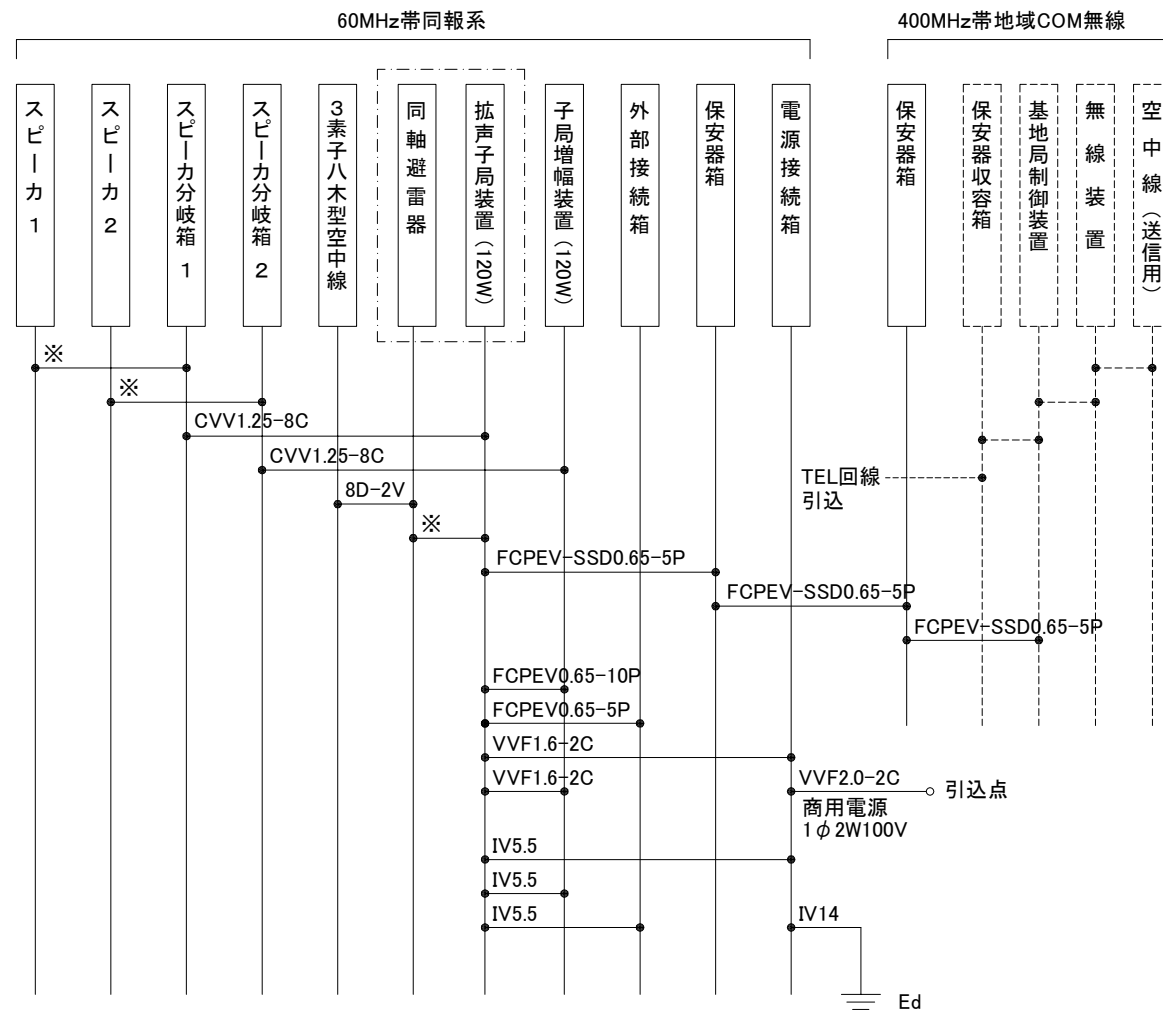 60MHz帯同報系
400MHz帯地域COM無線
スピーカ 1
スピーカ 2
スピーカ分岐箱 1
スピーカ分岐箱 2
3素子八木型空中線
同軸避雷器
拡声子局装置(120W)
子局増幅装置(120W)
外部接続箱
保安器箱
電源接続箱
保安器箱
保安器収容箱
基地局制御装置
無線装置
空中線(送信用)
※
※
CVV1.25-8C
CVV1.25-8C
TEL回線
引込
8D-2V
※
FCPEV-SSD0.65-5P
FCPEV-SSD0.65-5P
FCPEV-SSD0.65-5P
FCPEV0.65-10P
FCPEV0.65-5P
VVF1.6-2C
VVF1.6-2C
VVF2.0-2C
引込点
商用電源
1φ2W100V
IV5.5
IV5.5
IV5.5
IV14
Ed